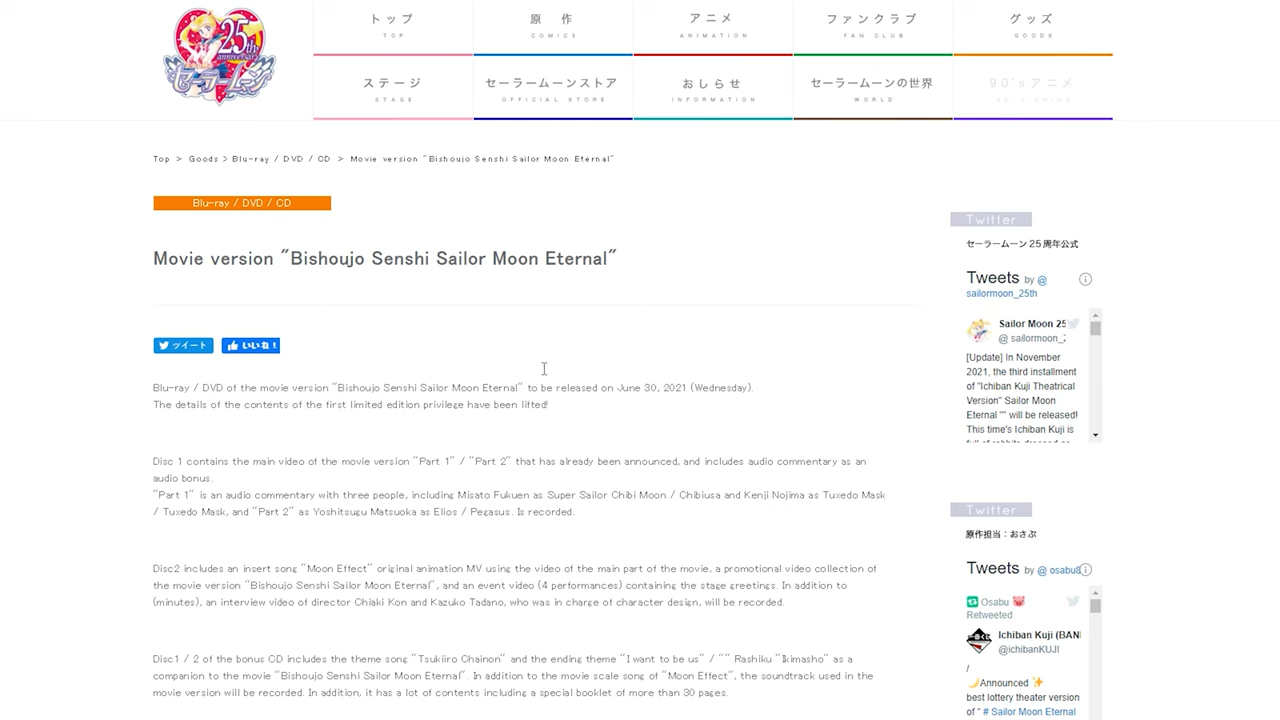 25th
anniversary
セーラームーン
トップ
TOP
原 作
COMICS
アニメ
ANIMATION
ファンクラブ
FAN CLUB
グッズ
GOODS
ステージ
STAGE
セーラームーンストア
OFFICIAL STORE
おしらせ
INFORMATION
セーラームーンの世界
WORLD
90'sアニメ
90's ANIME
Top > Goods > Blu-ray / DVD / CD > Movie version "Bishoujo Senshi Sailor Moon Eternal"
Blu-ray / DVD / CD
Movie version "Bishoujo Senshi Sailor Moon Eternal"
ツイート
いいね！
Blu-ray / DVD of the movie version "Bishoujo Senshi Sailor Moon Eternal" to be released on June 30, 2021 (Wednesday).
The details of the contents of the first limited edition privilege have been lifted!
Disc 1 contains the main video of the movie version "Part 1" / "Part 2" that has already been announced, and includes audio commentary as an
audio bonus.
"Part 1" is an audio commentary with three people, including Misato Fukuen as Super Sailor Chibi Moon / Chibiusa and Kenji Nojima as Tuxedo Mask
/ Tuxedo Mask, and "Part 2" as Yoshitsugu Matsuoka as Elios / Pegasus. Is recorded.
Disc2 includes an insert song "Moon Effect" original animation MV using the video of the main part of the movie, a promotional video collection of
the movie version "Bishoujo Senshi Sailor Moon Eternal", and an event video (4 performances) containing the stage greetings. In addition to
(minutes), an interview video of director Chiaki Kon and Kazuko Tadano, who was in charge of character design, will be recorded.
Disc1 / 2 of the bonus CD includes the theme song "Tsukiiro Chainon" and the ending theme "I want to be us" / "" Rashiku "Ikimasho" as a
companion to the movie "Bishoujo Senshi Sailor Moon Eternal". In addition to the movie scale song of "Moon Effect", the soundtrack used in the
movie version will be recorded. In addition, it has a lot of contents including a special booklet of more than 30 pages.
Twitter
セーラームーン25周年公式
Tweets by @
sailormoon_25th
Sailor Moon 25
@ sailormoon_
[Update] In November
2021, the third installment
of "Ichiban Kuji Theatrical
Version" Sailor Moon
Eternal "" will be released!
This time's Ichiban Kuji is
Twitter
原作担当：おさぶ
Tweets by @ osabu8
Osabu
Retweeted
Ichiban Kuji (BAN
@ichibanKUJI
/
Announced
best lottery theater version
of " # Sailor Moon Eternal